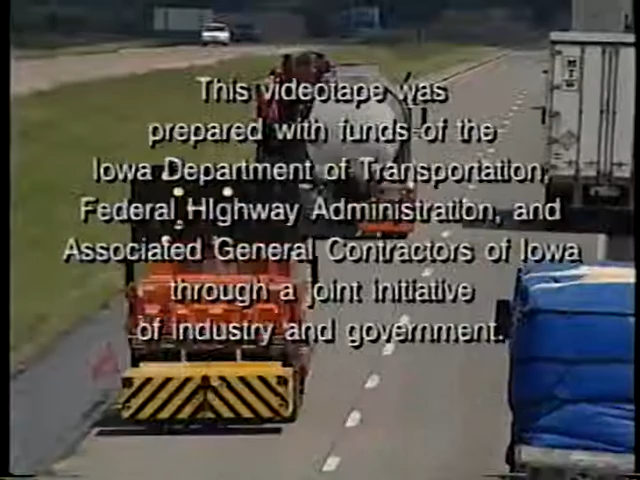 This videotape was
prepared with funds of the
Iowa Department of Transportation,
Federal HIghway Administration, and
Associated General Contractors of Iowa
through a joint initiative
of industry and government.